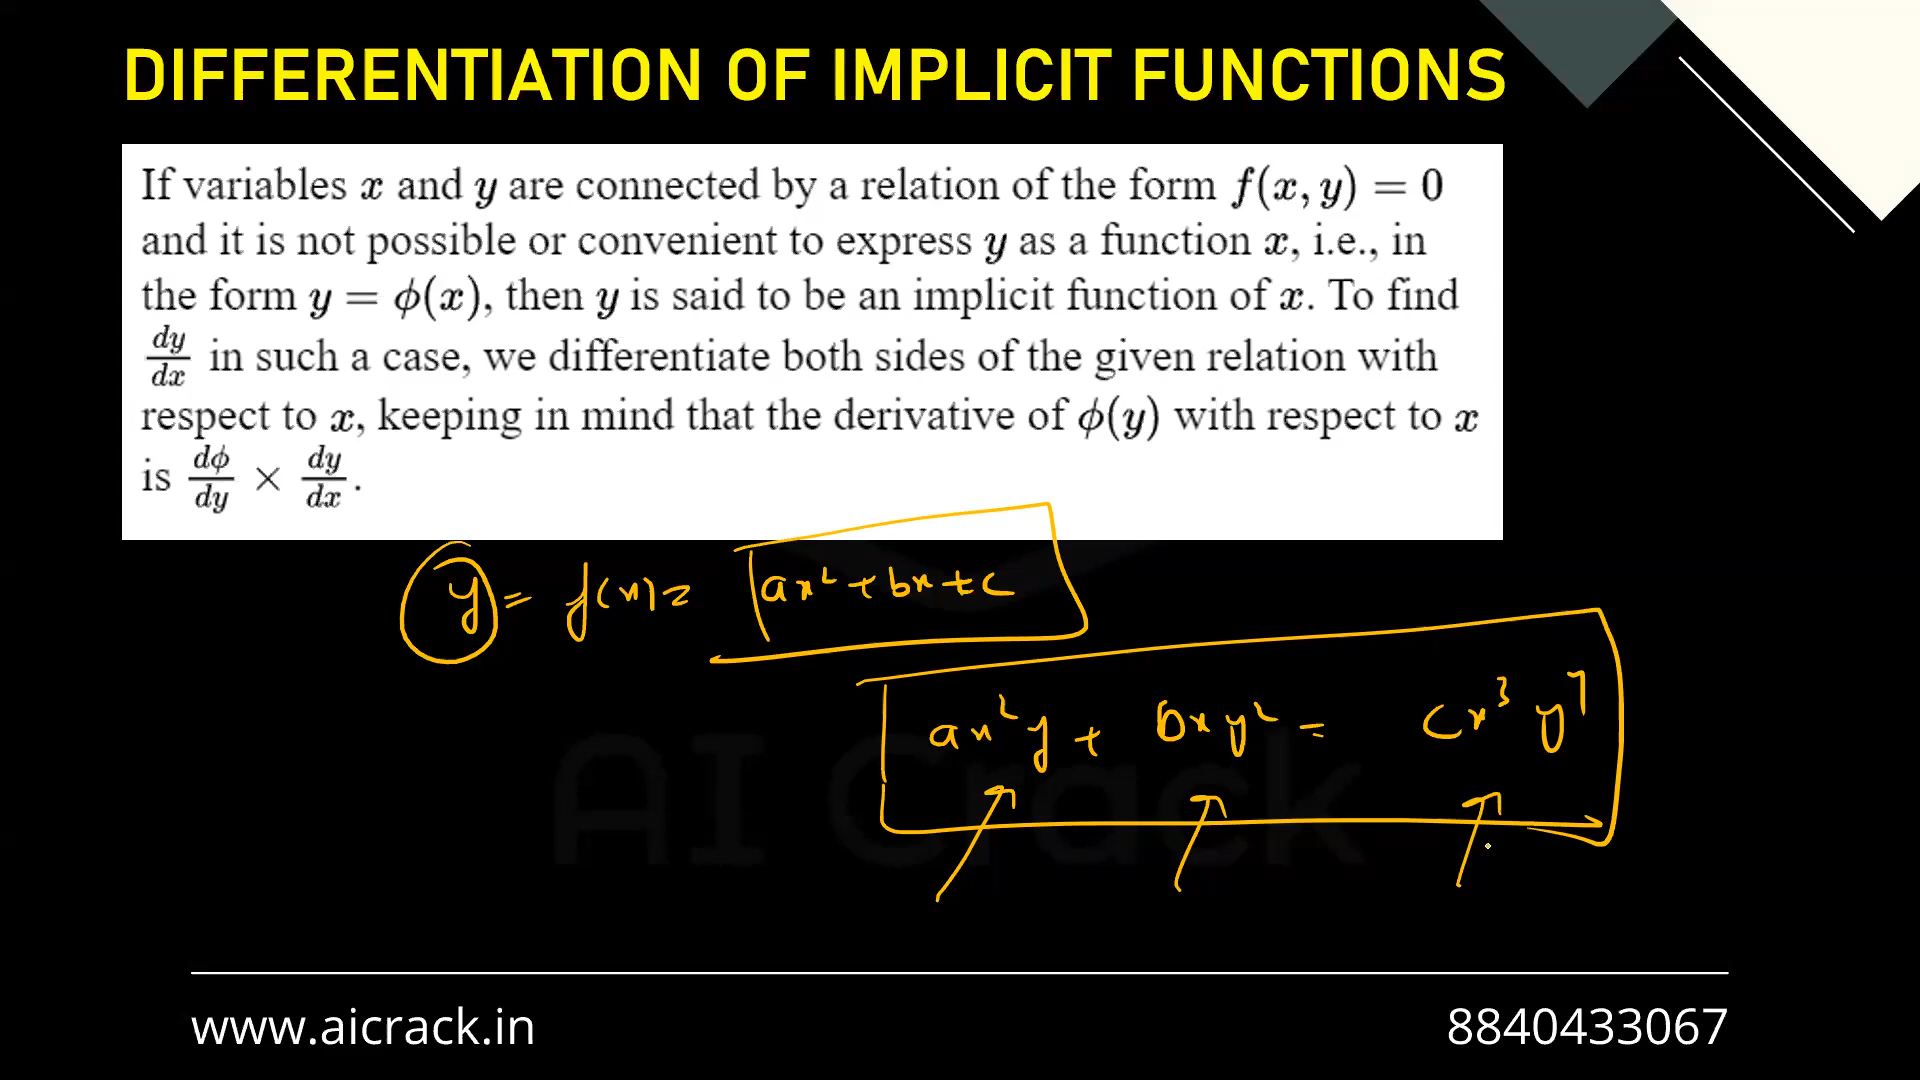 DIFFERENTIATION OF IMPLICIT FUNCTIONS
If variables x and y are connected by a relation of the form f(x, y) = 0
and it is not possible or convenient to express y as a function x, i.e., in
the form y = ϕ(x), then y is said to be an implicit function of x. To find
dy/dx in such a case, we differentiate both sides of the given relation with
respect to x, keeping in mind that the derivative of ϕ(y) with respect to x
is dϕ/dy × dy/dx.
y = f(x) = ax² + bx + c
ax²y + bxy² = cx³y⁷
AI Crack
www.aicrack.in
8840433067